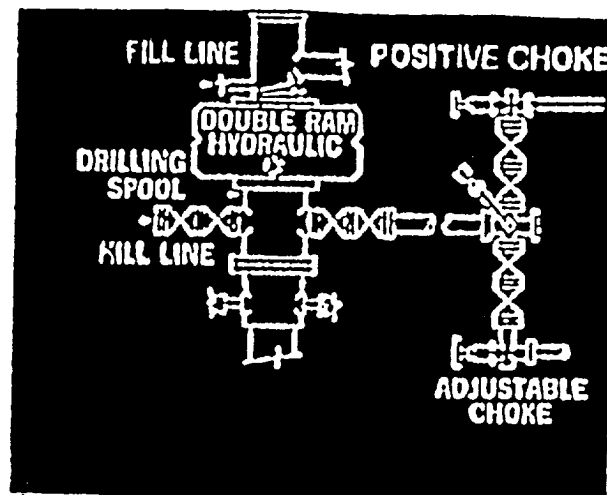 FILL LINE
POSITIVE CHOKE
DOUBLE RAM
HYDRAULIC
DRILLING
SPOOL
KILL LINE
ADJUSTABLE
CHOKE